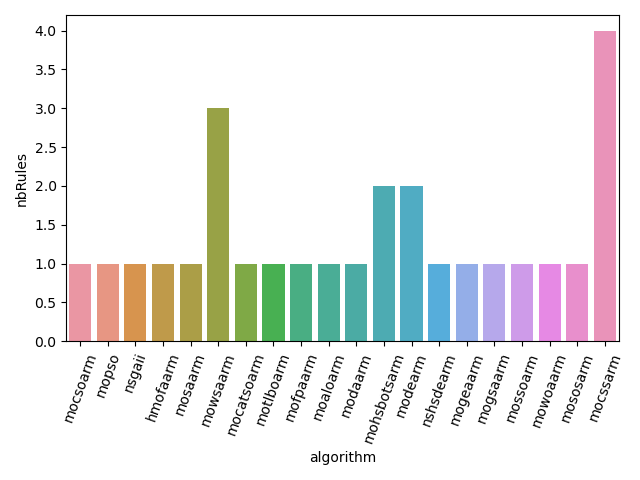 4.0
3.5
3.0
2.5
2.0
1.5
1.0
0.5
0.0
nbRules
mocsoarm
mopso
nsgaii
hmofaarm
mosaarm
mowsaarm
mocatsoarm
motlboarm
mofpaarm
moaloarm
modaarm
mohsbotsarm
modearm
nshsdearm
mogeaarm
mogsaarm
mossoarm
mowoaarm
mososarm
mocssarm
algorithm